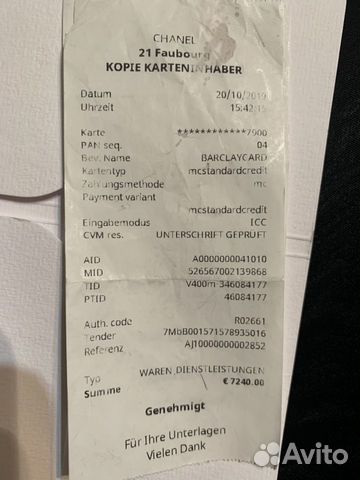 CHANEL
21 Faubourg
KOPIE KARTENINHABER
Datum 20/10/2019
Uhrzeit 15:42:15
Karte ************7900
PAN seq. 04
Bev. Name BARCLAYCARD
Kartentyp mcstandardcredit
Zahlungsmethode mc
Payment variant
mcstandardcredit
Eingabemodus ICC
CVM res. UNTERSCHRIFT GEPRÜFT
AID A0000000041010
MID 526567002139868
TID V400m 346084177
PTID 46084177
Auth. code R02661
Tender 7MbB001571578935016
Referenz AJ10000000002852
Typ WAREN_DIENSTLEISTUNGEN
Summe € 7240.00
Genehmigt
Für Ihre Unterlagen
Vielen Dank
Avito